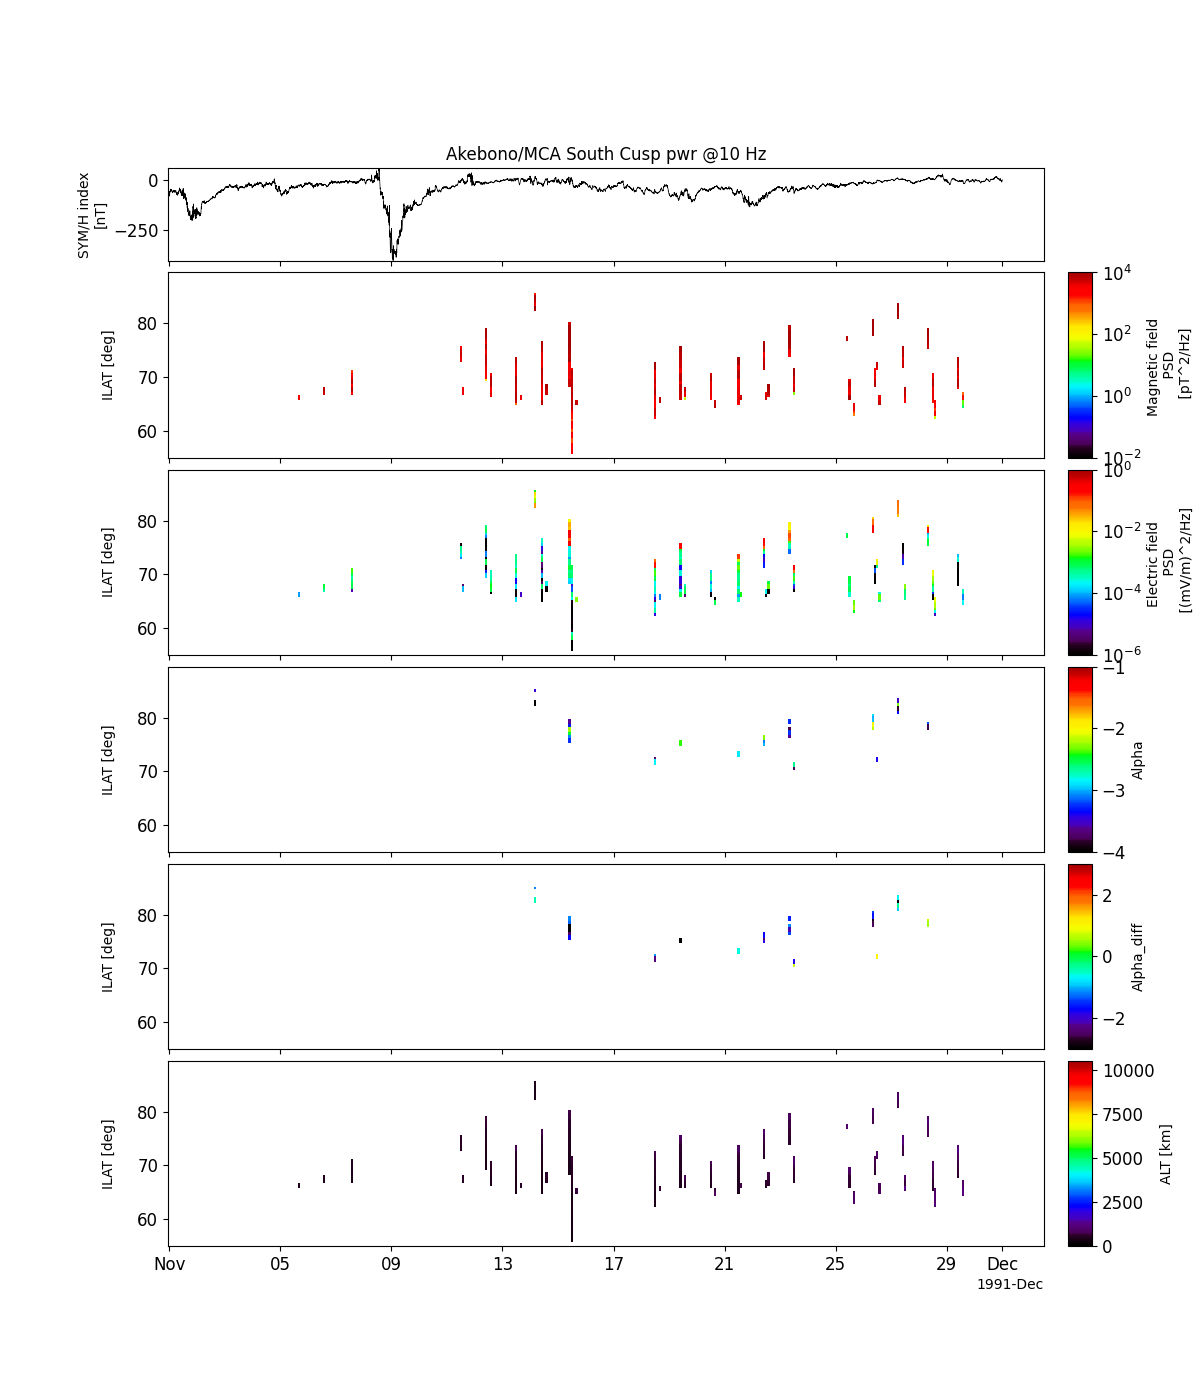 Akebono/MCA South Cusp pwr @10 Hz
SYM/H index
[nT]
0
−250
ILAT [deg]
80
70
60
10^4
10^2
10^0
10^−2
Magnetic field
PSD
[pT^2/Hz]
ILAT [deg]
80
70
60
10^0
10^−2
10^−4
10^−6
Electric field
PSD
[(mV/m)^2/Hz]
ILAT [deg]
80
70
60
−1
−2
−3
−4
Alpha
ILAT [deg]
80
70
60
2
0
−2
Alpha_diff
ILAT [deg]
80
70
60
10000
7500
5000
2500
0
ALT [km]
Nov 05 09 13 17 21 25 29 Dec
1991-Dec